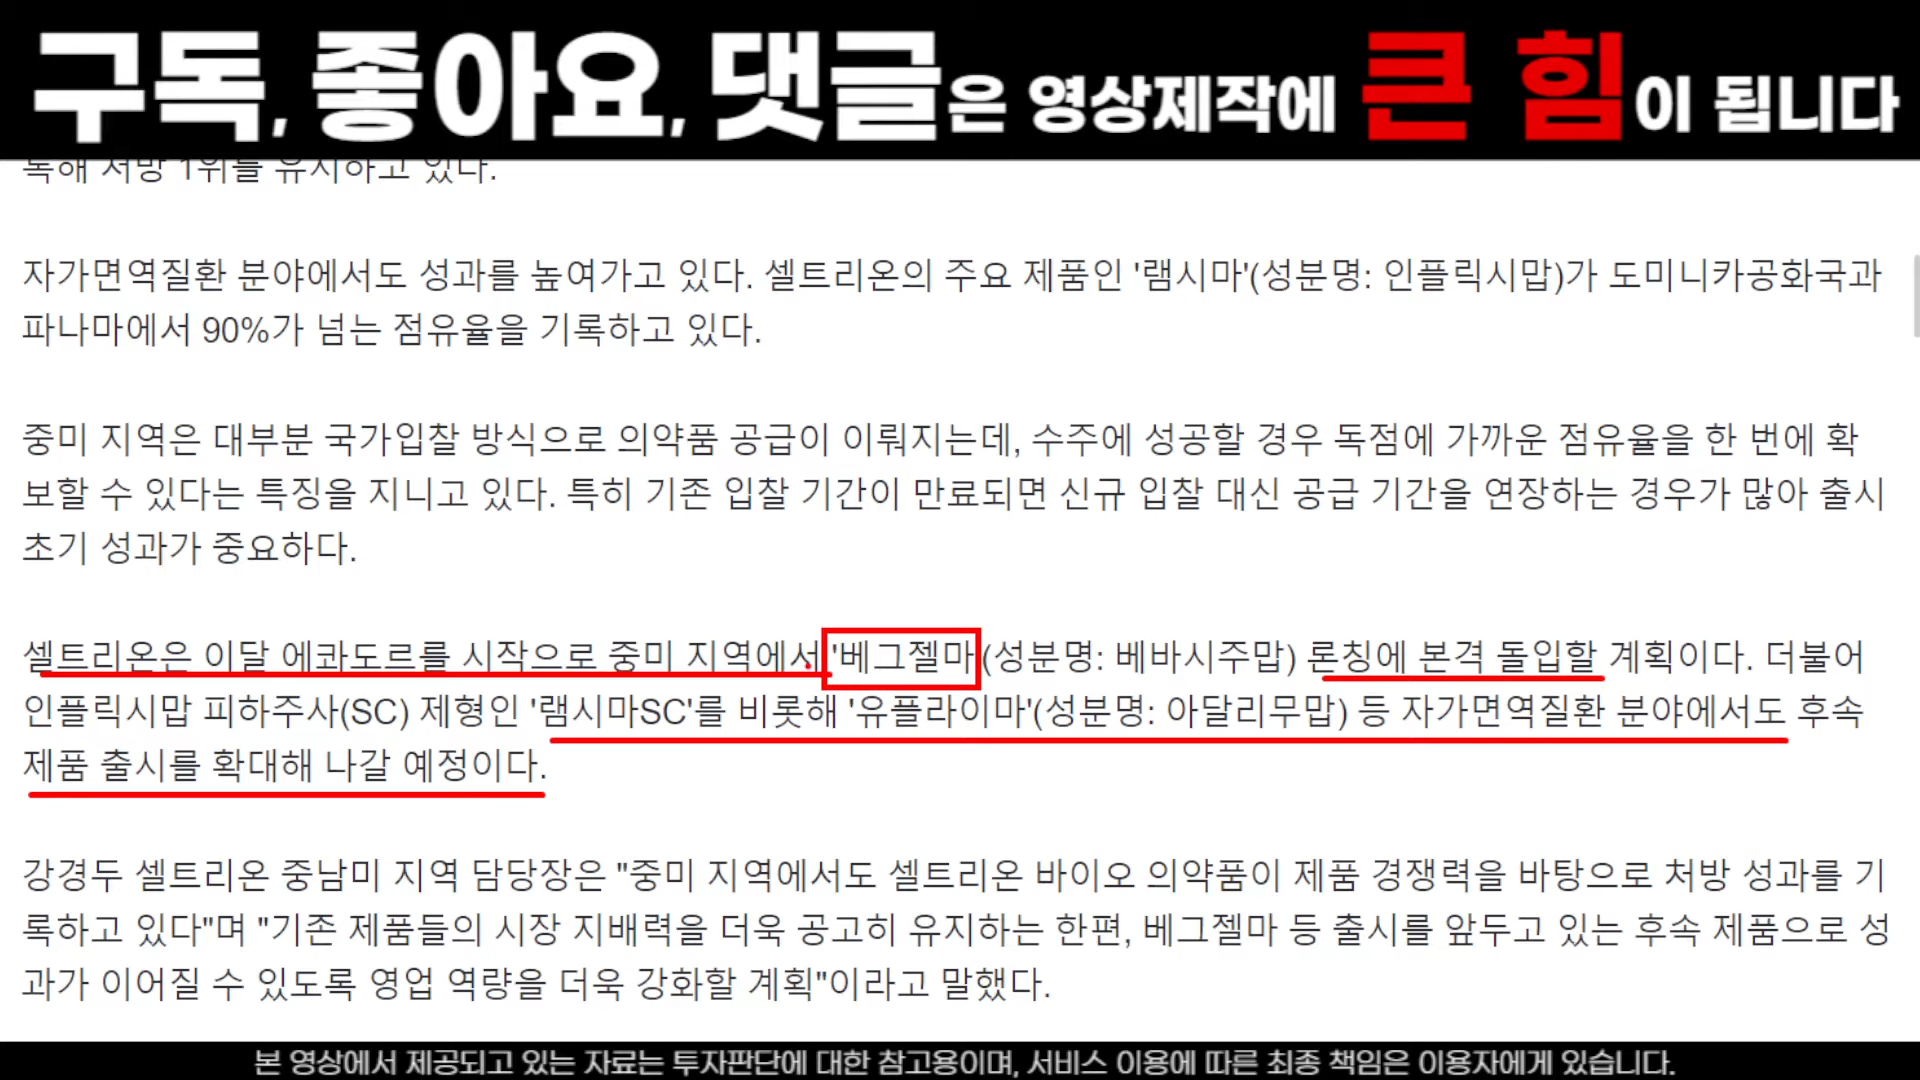 구독, 좋아요, 댓글은 영상제작에 큰 힘이 됩니다
1위를 유지하고 있다.
자가면역질환 분야에서도 성과를 높여가고 있다. 셀트리온의 주요 제품인 '램시마'(성분명: 인플릭시맙)가 도미니카공화국과
파나마에서 90%가 넘는 점유율을 기록하고 있다.
중미 지역은 대부분 국가입찰 방식으로 의약품 공급이 이뤄지는데, 수주에 성공할 경우 독점에 가까운 점유율을 한 번에 확
보할 수 있다는 특징을 지니고 있다. 특히 기존 입찰 기간이 만료되면 신규 입찰 대신 공급 기간을 연장하는 경우가 많아 출시
초기 성과가 중요하다.
셀트리온은 이달 에콰도르를 시작으로 중미 지역에서 '베그젤마'(성분명: 베바시주맙) 론칭에 본격 돌입할 계획이다. 더불어
인플릭시맙 피하주사(SC) 제형인 '램시마SC'를 비롯해 '유플라이마'(성분명: 아달리무맙) 등 자가면역질환 분야에서도 후속
제품 출시를 확대해 나갈 예정이다.
강경두 셀트리온 중남미 지역 담당장은 "중미 지역에서도 셀트리온 바이오 의약품이 제품 경쟁력을 바탕으로 처방 성과를 기
록하고 있다"며 "기존 제품들의 시장 지배력을 더욱 공고히 유지하는 한편, 베그젤마 등 출시를 앞두고 있는 후속 제품으로 성
과가 이어질 수 있도록 영업 역량을 더욱 강화할 계획"이라고 말했다.
본 영상에서 제공되고 있는 자료는 투자판단에 대한 참고용이며, 서비스 이용에 따른 최종 책임은 이용자에게 있습니다.